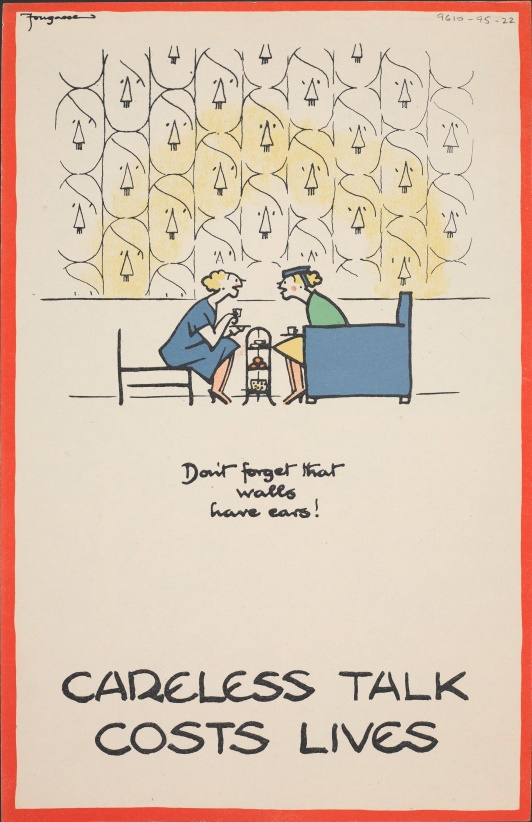 Fougasse
9610-95-22
Don't forget that
walls
have ears!
CARELESS TALK
COSTS LIVES